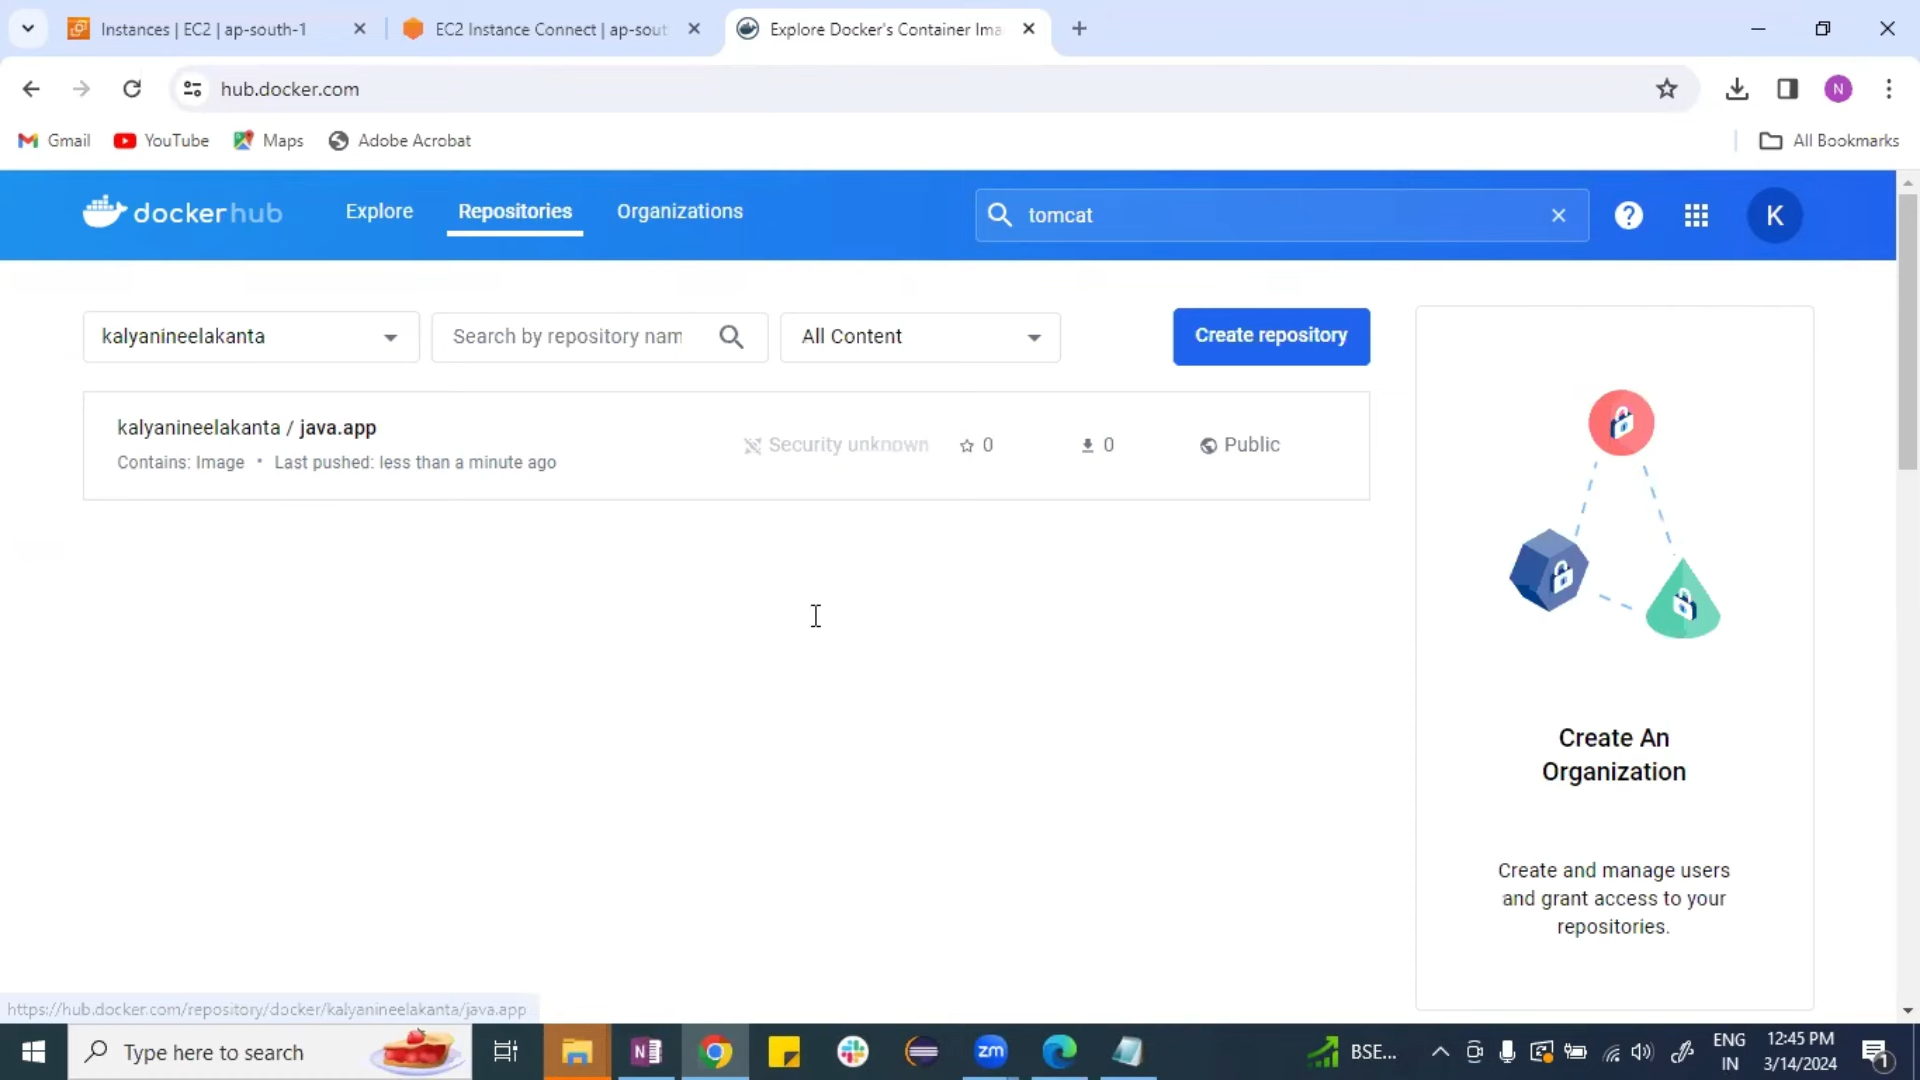 Instances | EC2 | ap-south-1
EC2 Instance Connect | ap-sout
Explore Docker's Container Ima
hub.docker.com
N
Gmail
YouTube
Maps
Adobe Acrobat
All Bookmarks
dockerhub
Explore
Repositories
Organizations
tomcat
?
K
kalyanineelakanta
Search by repository nam
All Content
Create repository
kalyanineelakanta / java.app
Contains: Image • Last pushed: less than a minute ago
Security unknown
0
0
Public
Create An
Organization
Create and manage users
and grant access to your
repositories.
https://hub.docker.com/repository/docker/kalyanineelakanta/java.app
Type here to search
N
zm
BSE...
ENG
IN
12:45 PM
3/14/2024
1